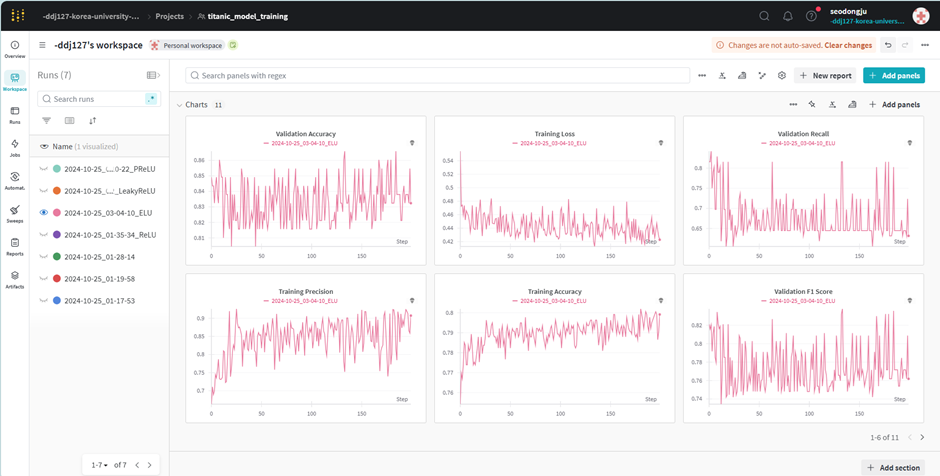 -ddj127-korea-university-... > Projects > titanic_model_training
seodongju
-ddj127-korea-univers...
-ddj127's workspace
Personal workspace
Changes are not auto-saved. Clear changes
Overview
Workspace
Runs
Jobs
Automat..
Sweeps
Reports
Artifacts
Runs (7)
Search runs
.*
Name (1 visualized)
2024-10-25_ ... 0-22_PReLU
2024-10-25_ ... _LeakyReLU
2024-10-25_03-04-10_ELU
2024-10-25_01-35-34_ReLU
2024-10-25_01-28-14
2024-10-25_01-19-58
2024-10-25_01-17-53
1-7 of 7
Search panels with regex
New report
Add panels
Charts 11
Add panels
Validation Accuracy
2024-10-25_03-04-10_ELU
0.86
0.85
0.84
0.83
0.82
0.81
Step
0 50 100 150
Training Loss
2024-10-25_03-04-10_ELU
0.54
0.52
0.5
0.48
0.46
0.44
0.42
Step
0 50 100 150
Validation Recall
2024-10-25_03-04-10_ELU
0.8
0.75
0.7
0.65
Step
0 50 100 150
Training Precision
2024-10-25_03-04-10_ELU
0.9
0.85
0.8
0.75
0.7
Step
0 50 100 150
Training Accuracy
2024-10-25_03-04-10_ELU
0.8
0.79
0.78
0.77
0.76
Step
0 50 100 150
Validation F1 Score
2024-10-25_03-04-10_ELU
0.82
0.8
0.78
0.76
0.74
Step
0 50 100 150
1-6 of 11
Add section